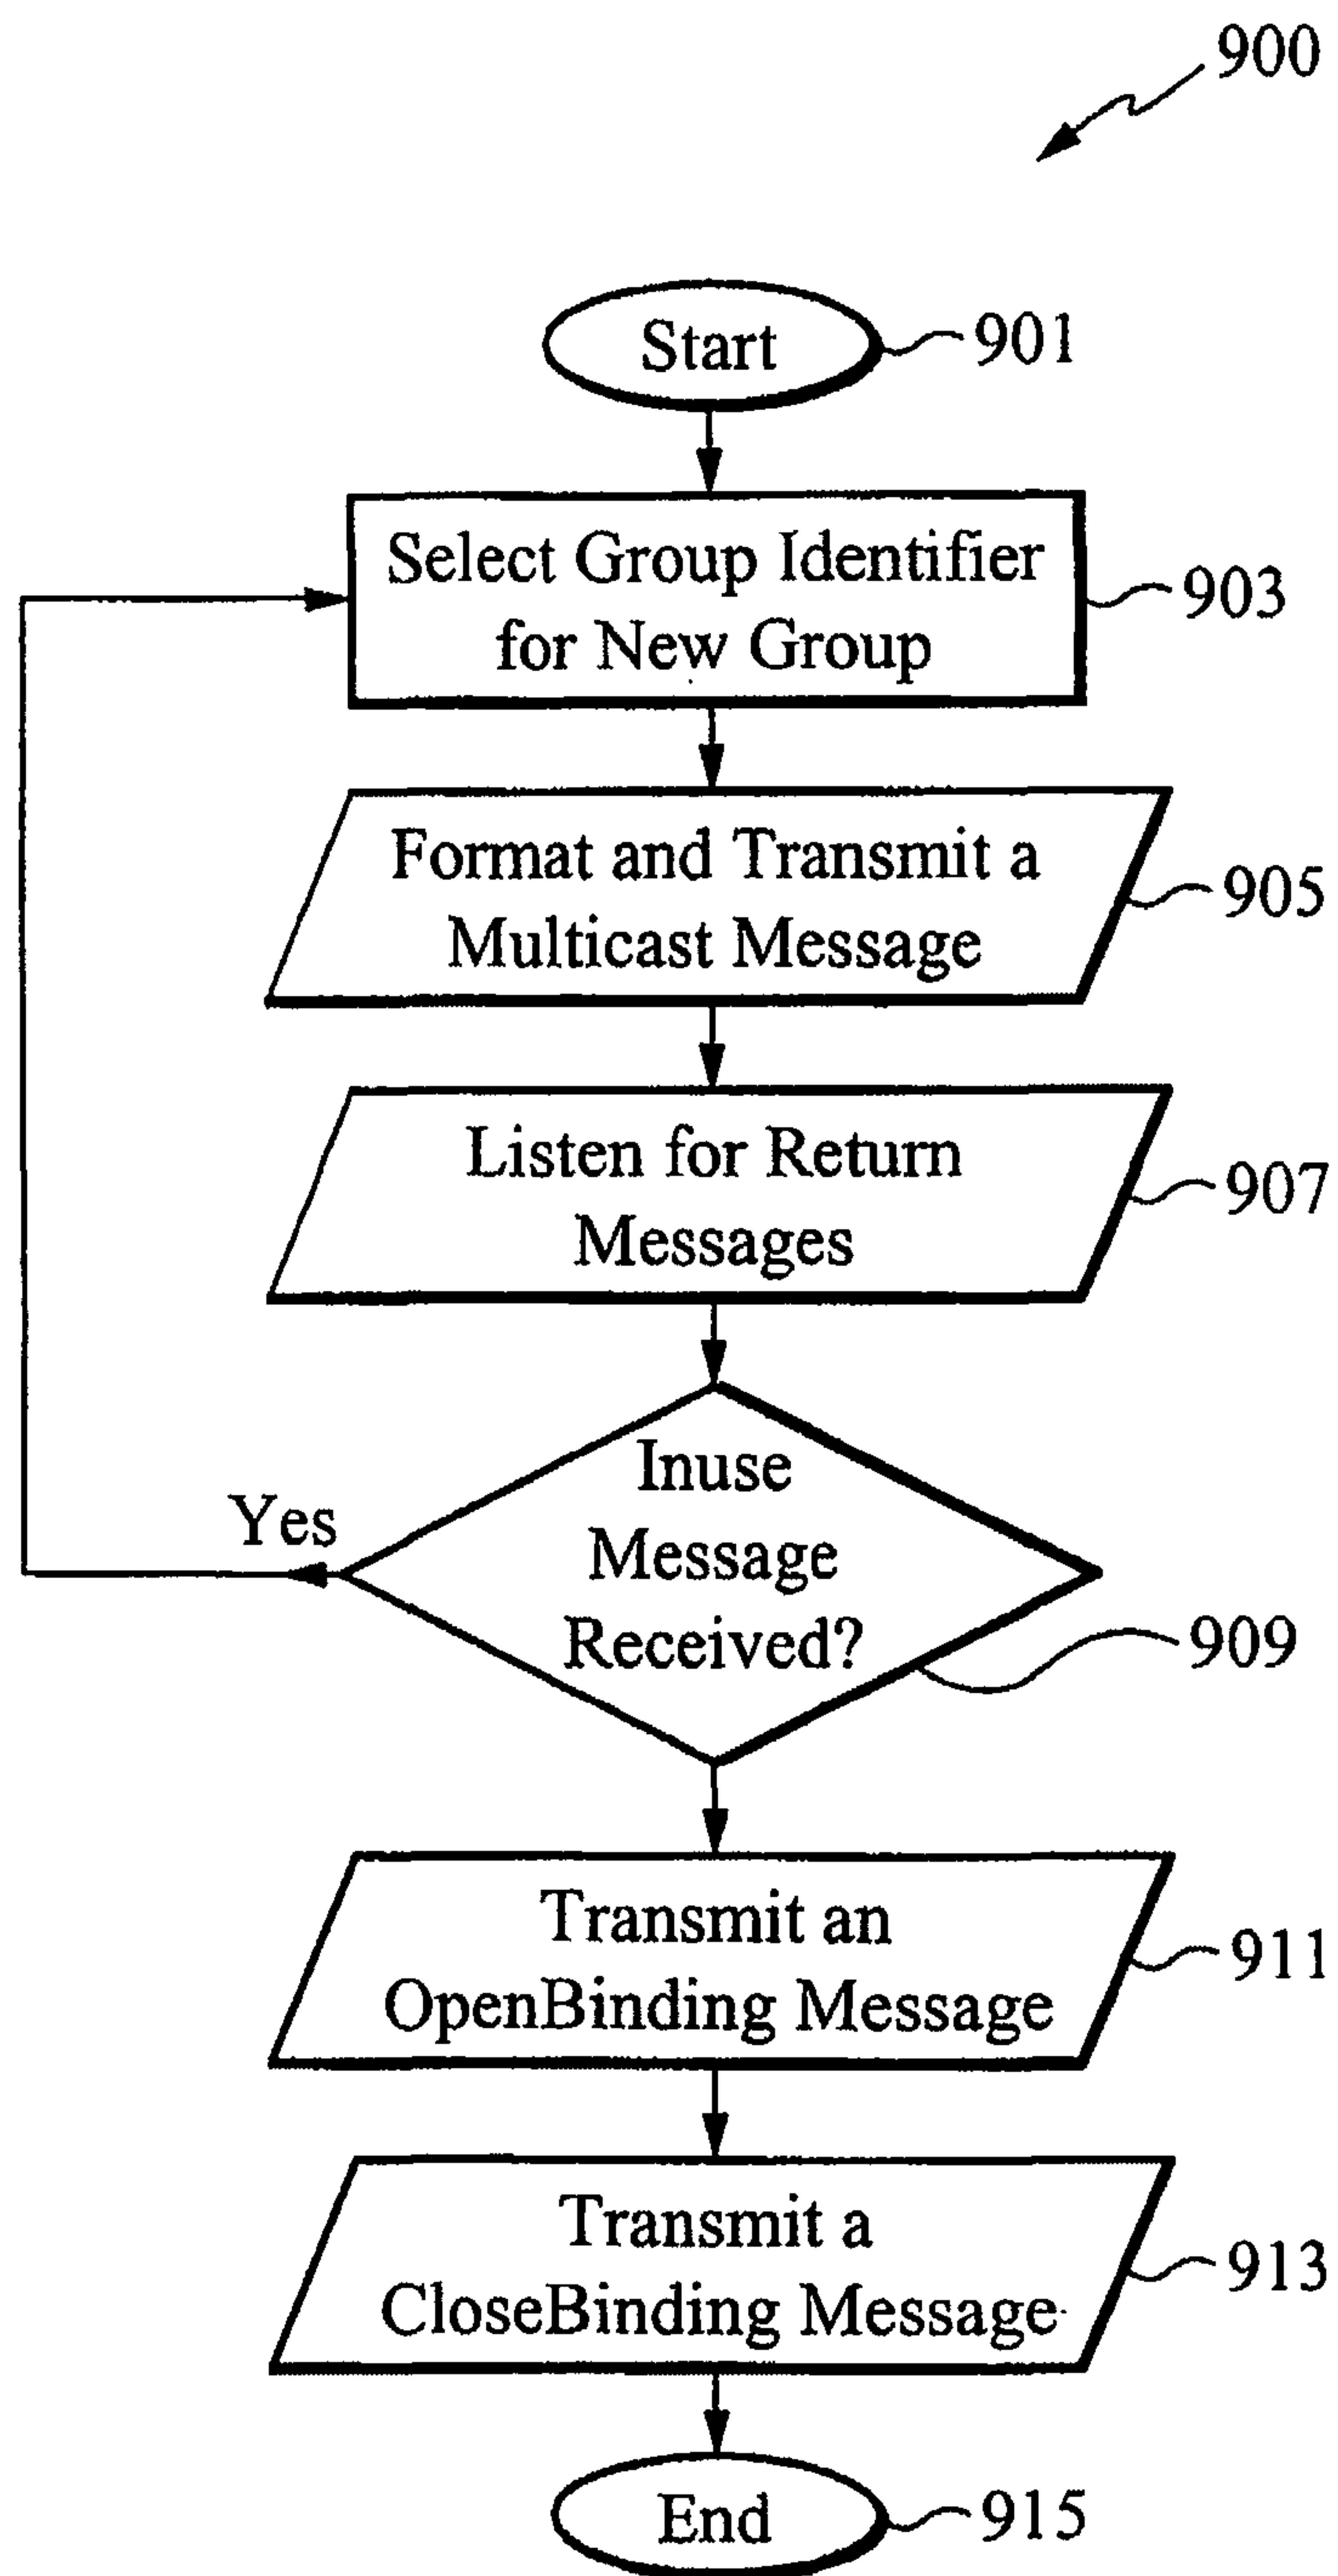 900
Start
901
Select Group Identifier
for New Group
903
Format and Transmit a
Multicast Message
905
Listen for Return
Messages
907
Inuse
Message
Received?
Yes
909
Transmit an
OpenBinding Message
911
Transmit a
CloseBinding Message
913
End
915